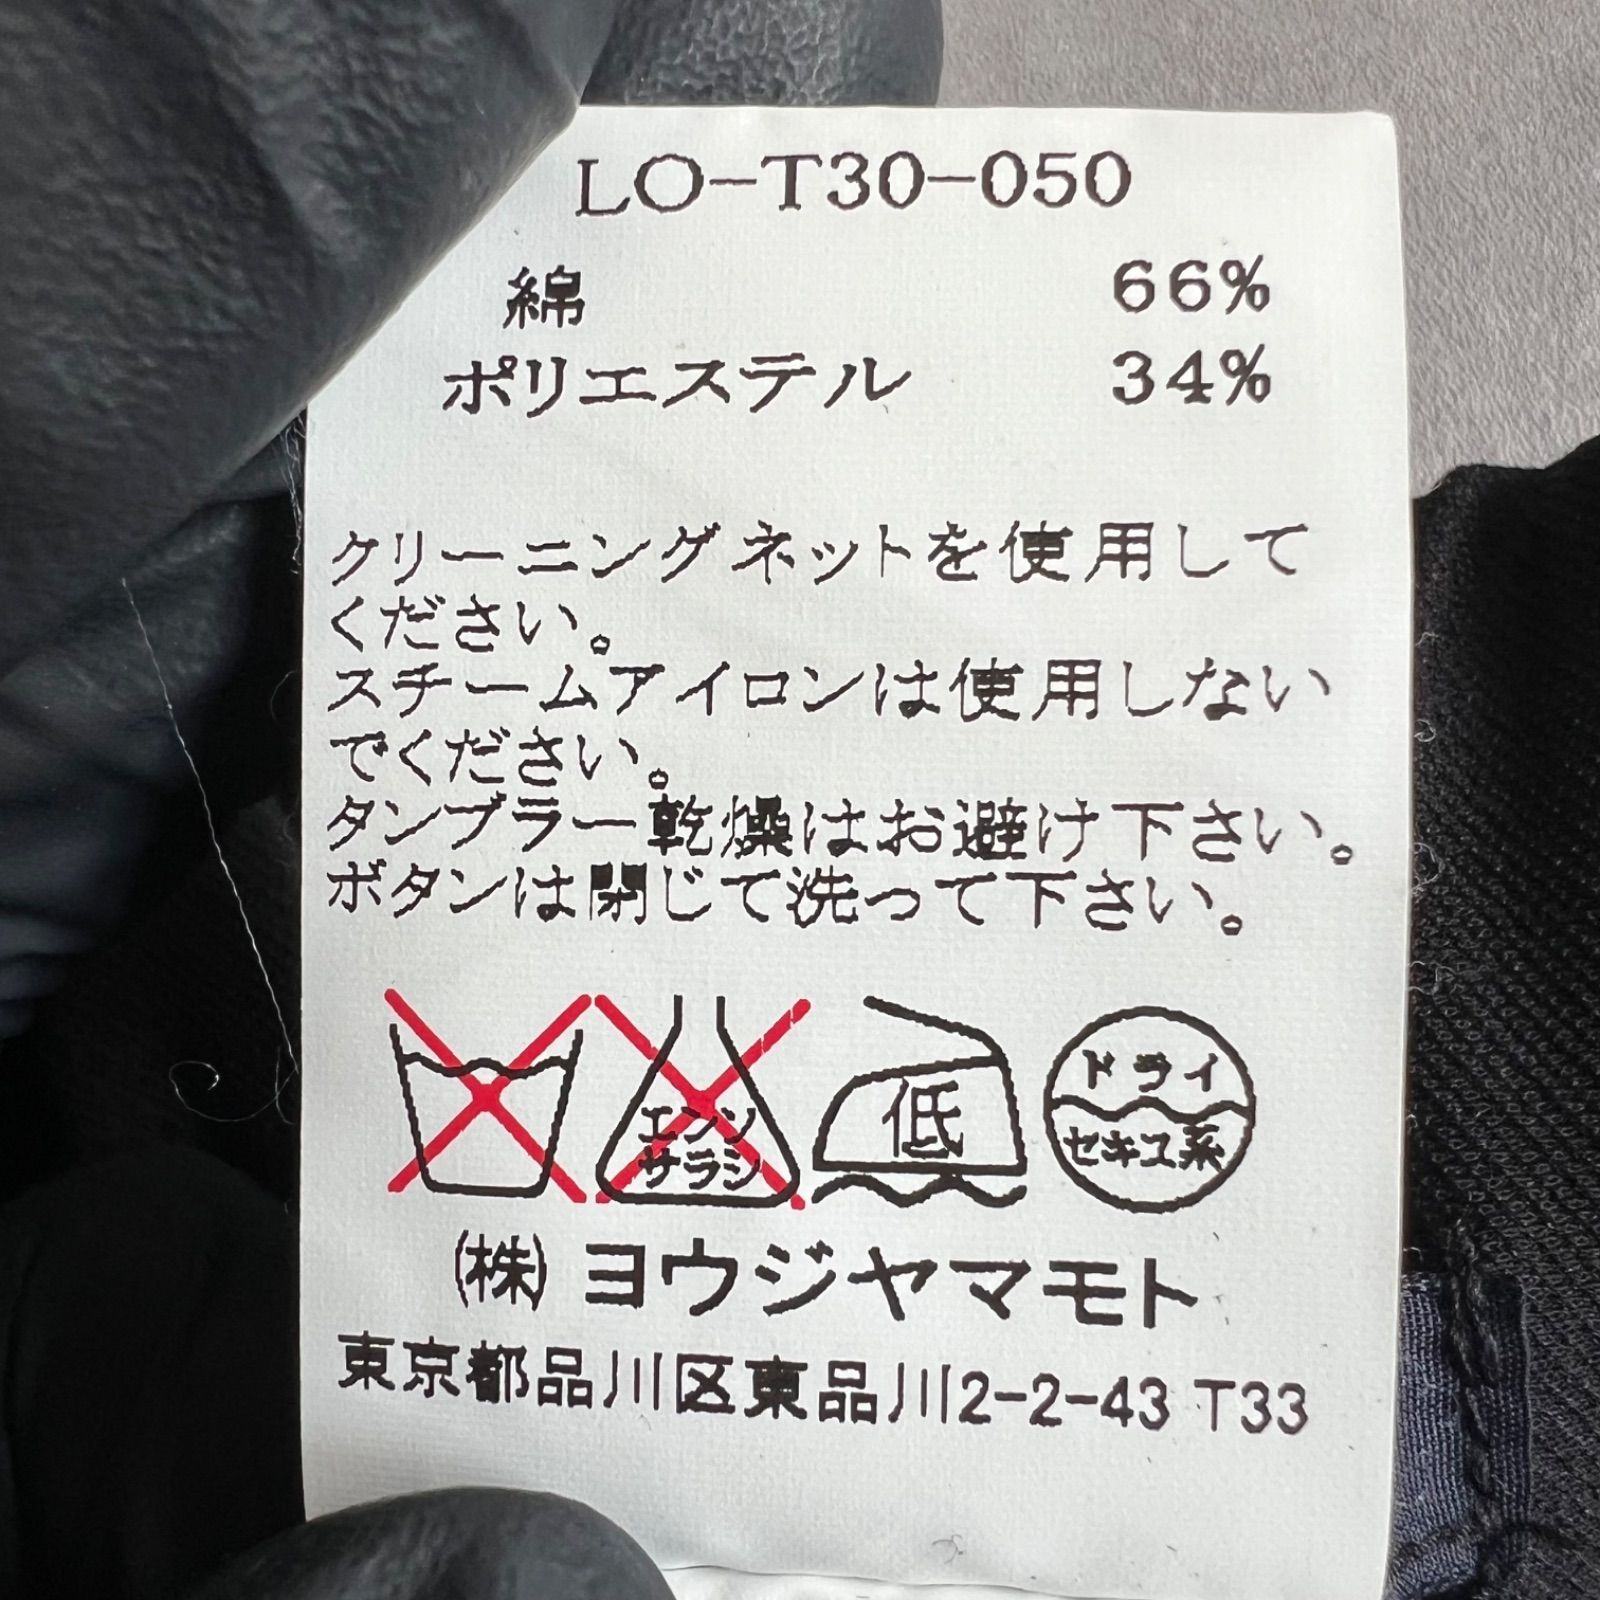 LO-T30-050
綿 66%
ポリエステル 34%
クリーニングネットを使用して
ください。
スチームアイロンは使用しない
でください。
タンブラー乾燥はお避け下さい。
ボタンは閉じて洗って下さい。
エンソ
サラシ
低
ドライ
セキユ系
(株)ヨウジヤマモト
東京都品川区東品川2-2-43 T33